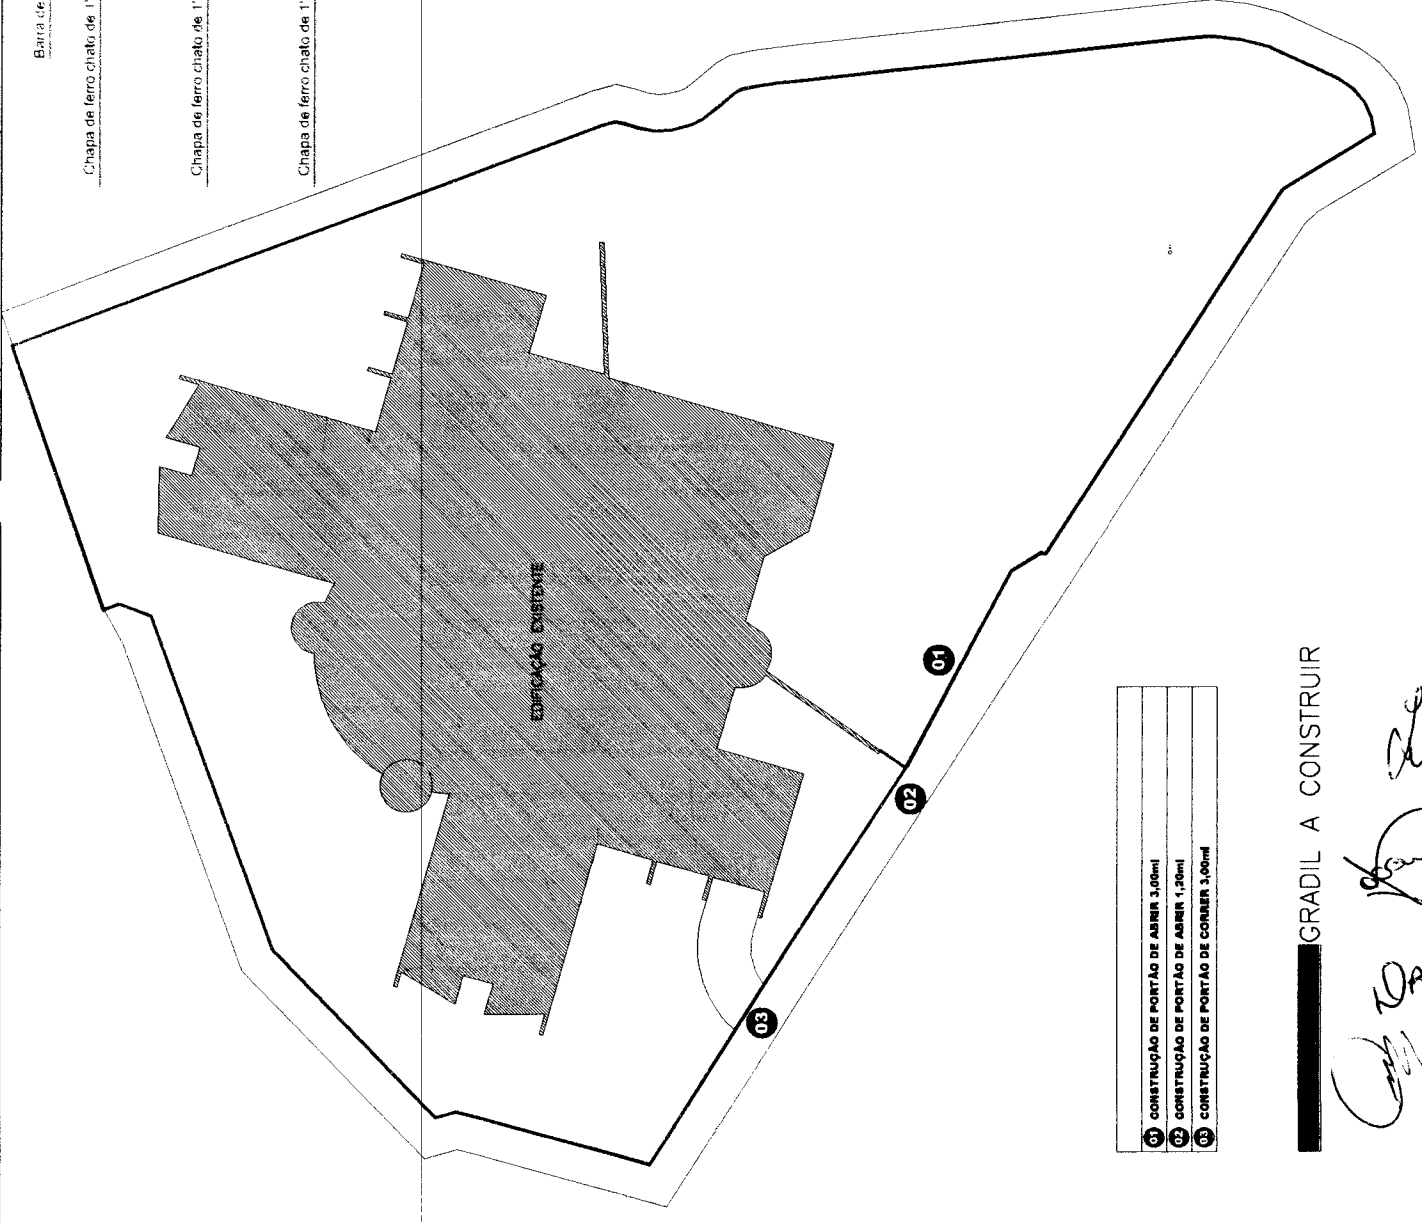 Barra de
Chapa de ferro chato de 1"
Chapa de ferro chato de 1"
Chapa de ferro chato de 1"
EDIFICAÇÃO EXISTENTE
01
02
03
01 CONSTRUÇÃO DE PORTÃO DE ABRIR 3,00ml
02 CONSTRUÇÃO DE PORTÃO DE ABRIR 1,20ml
03 CONSTRUÇÃO DE PORTÃO DE CORRER 3,00ml
GRADIL A CONSTRUIR